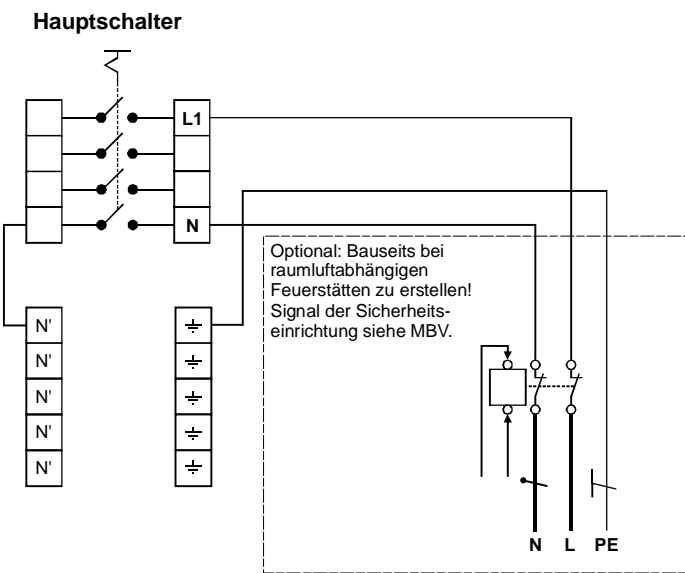 Hauptschalter
L1
N
Optional: Bauseits bei
raumluftabhängigen
Feuerstätten zu erstellen!
Signal der Sicherheits-
einrichtung siehe MBV.
N'
N'
N'
N'
N'
N L PE